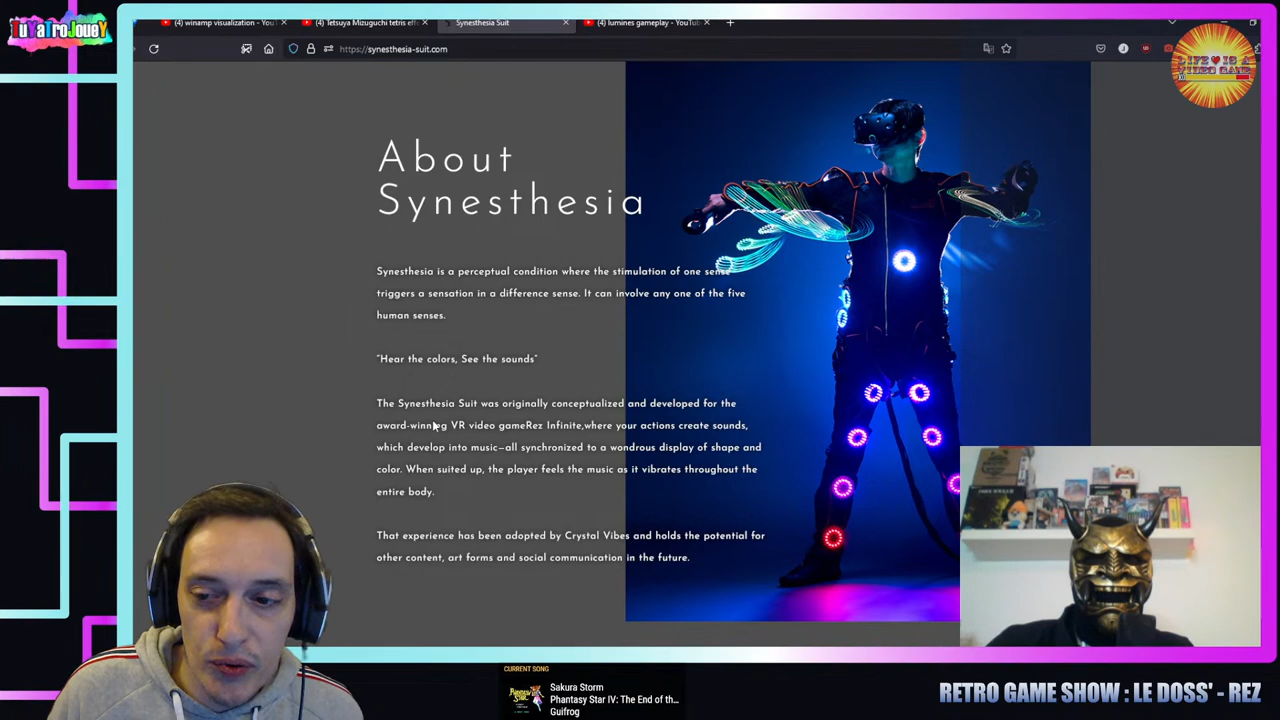 TuYaTroJoueY
(4) winamp visualization - YouT
(4) Tetsuya Mizuguchi tetris effe
Synesthesia Suit
(4) lumines gameplay - YouTub
https://synesthesia-suit.com
LIFE IS A
VIDEO GAME
About
Synesthesia
Synesthesia is a perceptual condition where the stimulation of one sense
triggers a sensation in a difference sense. It can involve any one of the five
human senses.
“Hear the colors, See the sounds”
The Synesthesia Suit was originally conceptualized and developed for the
award-winning VR video gameRez Infinite,where your actions create sounds,
which develop into music—all synchronized to a wondrous display of shape and
color. When suited up, the player feels the music as it vibrates throughout the
entire body.
That experience has been adopted by Crystal Vibes and holds the potential for
other content, art forms and social communication in the future.
CURRENT SONG
Sakura Storm
Phantasy Star IV: The End of th...
Guifrog
RETRO GAME SHOW : LE DOSS' - REZ